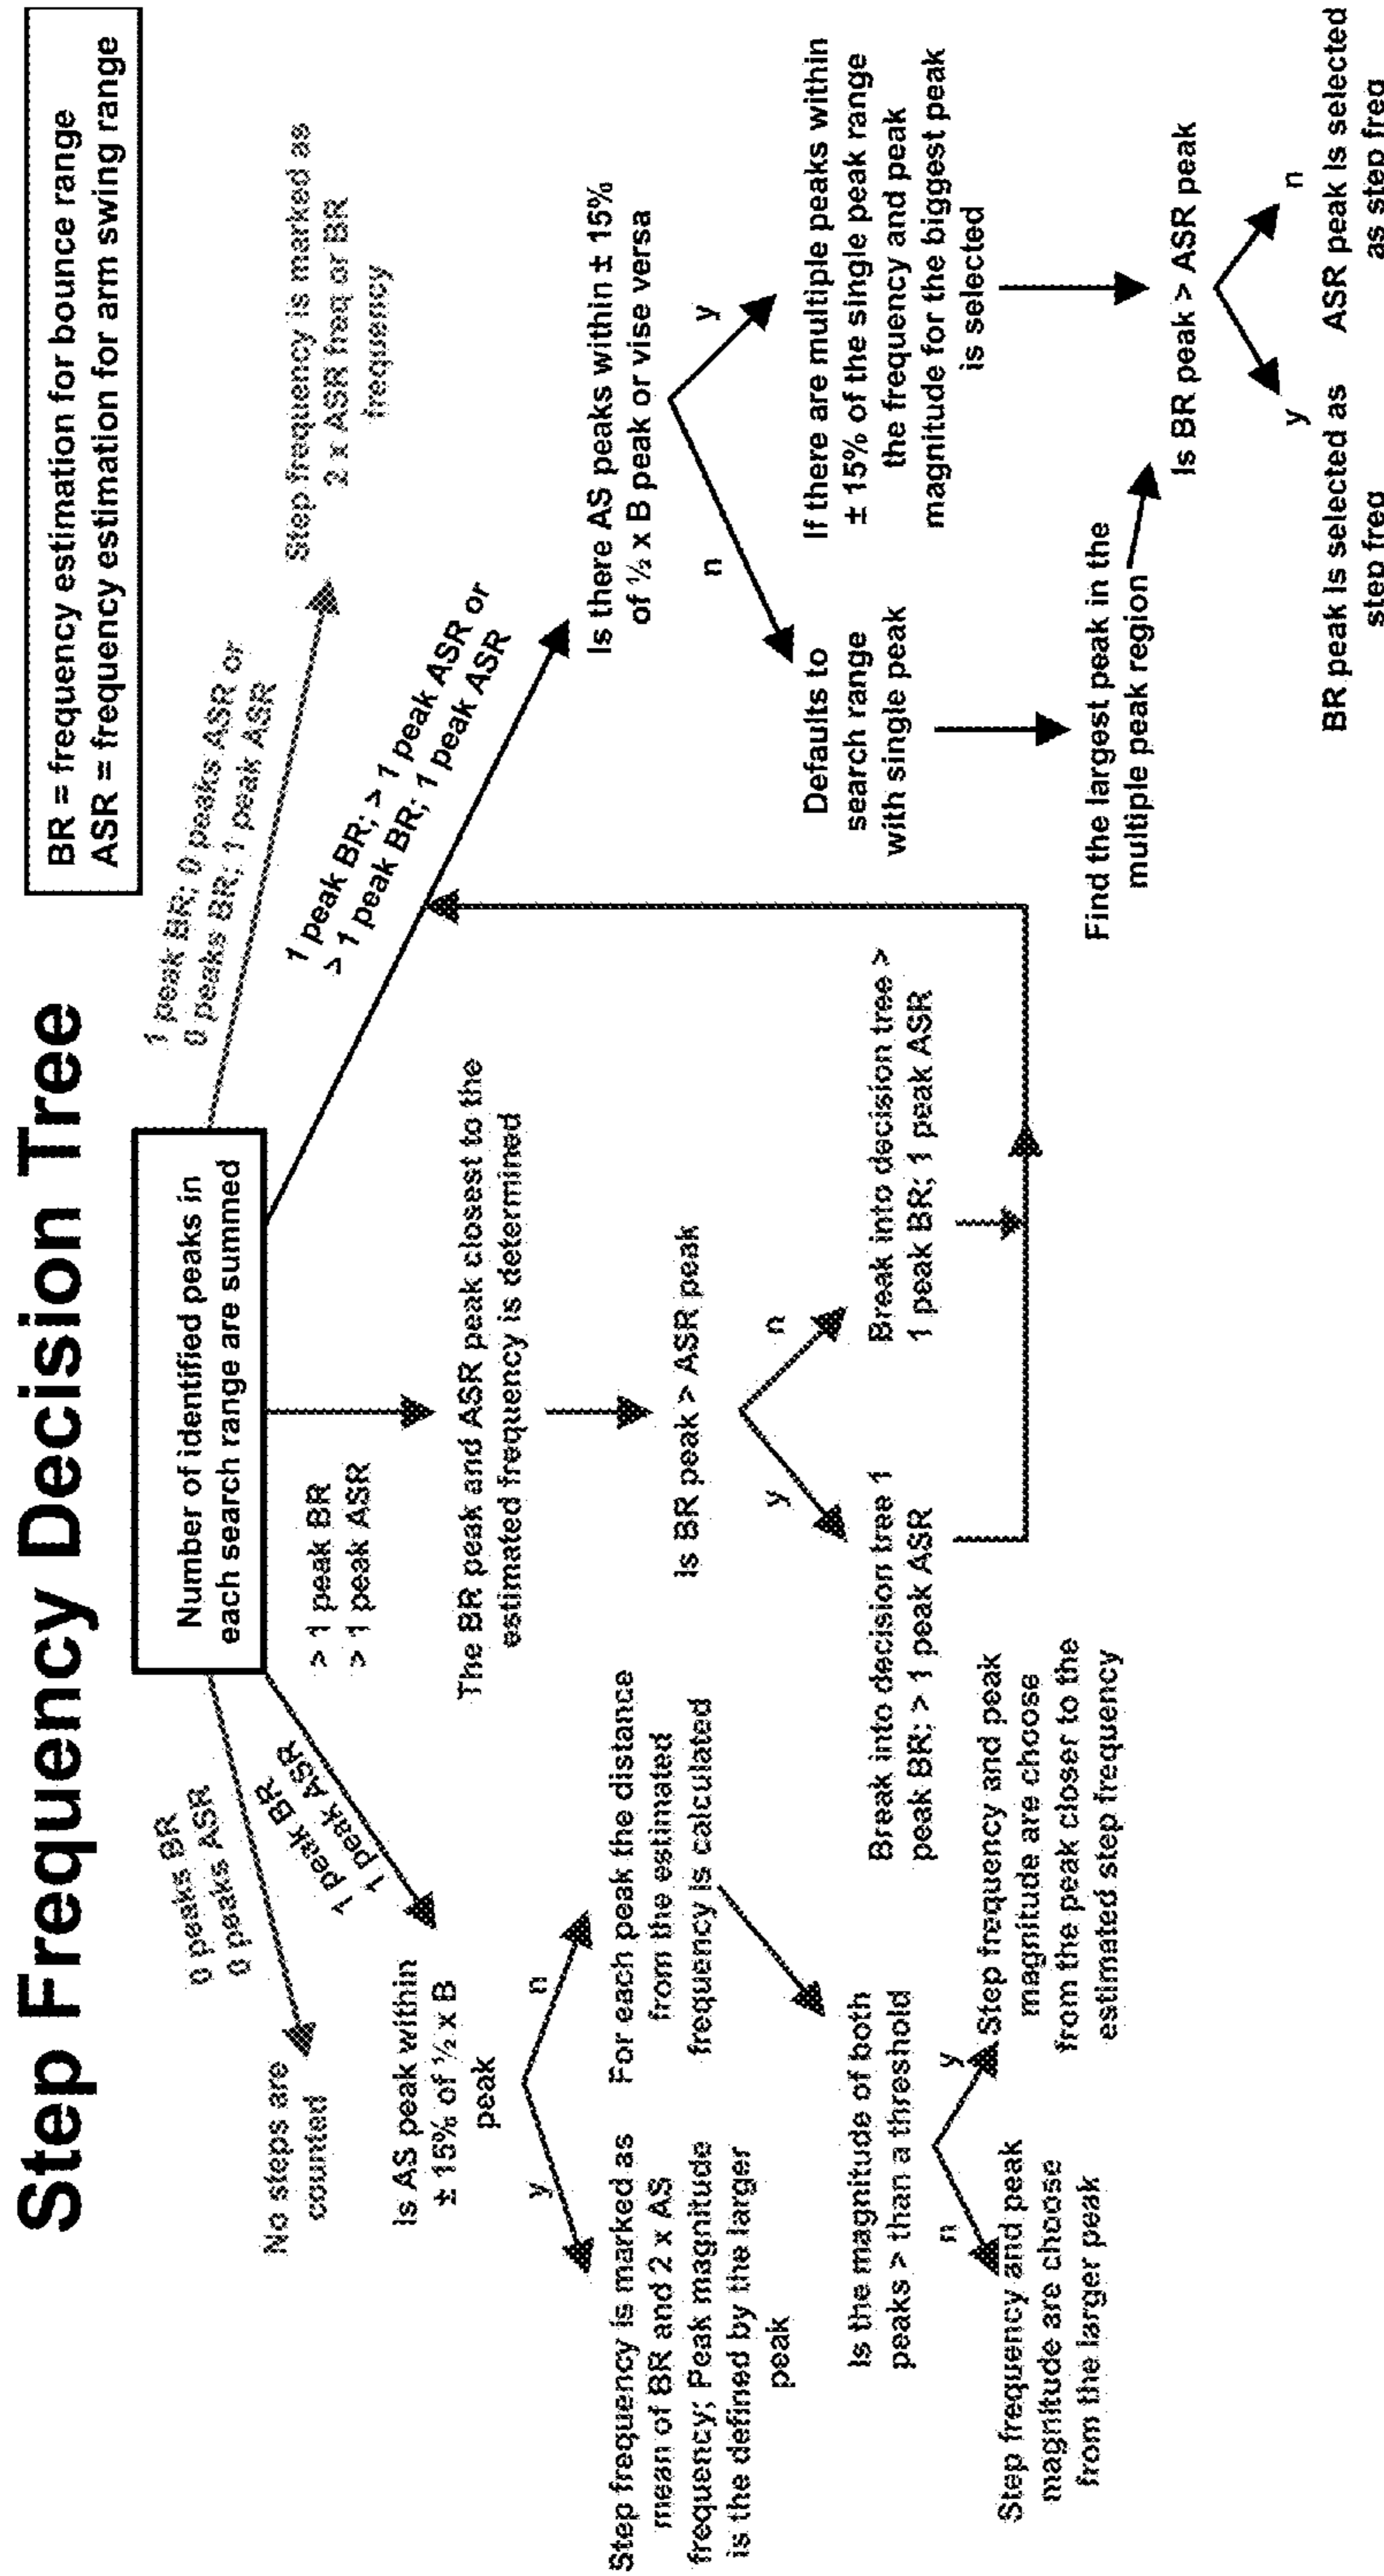 Step Frequency Decision Tree
BR = frequency estimation for bounce range
ASR = frequency estimation for arm swing range
Number of identified peaks in
each search range are summed
0 peaks BR
0 peaks ASR
No steps are
counted
1 peak BR
1 peak ASR
Is AS peak within
± 15% of ½ x B
peak
y
n
Step frequency is marked as
mean of BR and 2 x AS
frequency; Peak magnitude
is the defined by the larger
peak
For each peak the distance
from the estimated
frequency is calculated
Is the magnitude of both
peaks > than a threshold
n
y
Step frequency and peak
magnitude are choose
from the larger peak
Step frequency and peak
magnitude are choose
from the peak closer to the
estimated step frequency
> 1 peak BR
> 1 peak ASR
The BR peak and ASR peak closest to the
estimated frequency is determined
Is BR peak > ASR peak
y
n
Break into decision tree 1
peak BR; > 1 peak ASR
Break into decision tree >
1 peak BR; 1 peak ASR
1 peak BR; 0 peaks ASR or
0 peaks BR; 1 peak ASR
Step frequency is marked as
2 x ASR freq or BR
frequency
1 peak BR; > 1 peak ASR or
> 1 peak BR; 1 peak ASR
Is there AS peaks within ± 15%
of ½ x B peak or vise versa
n
y
Defaults to
search range
with single peak
If there are multiple peaks within
± 15% of the single peak range
the frequency and peak
magnitude for the biggest peak
is selected
Find the largest peak in the
multiple peak region
Is BR peak > ASR peak
y
n
BR peak is selected as
step freq
ASR peak is selected
as step freq